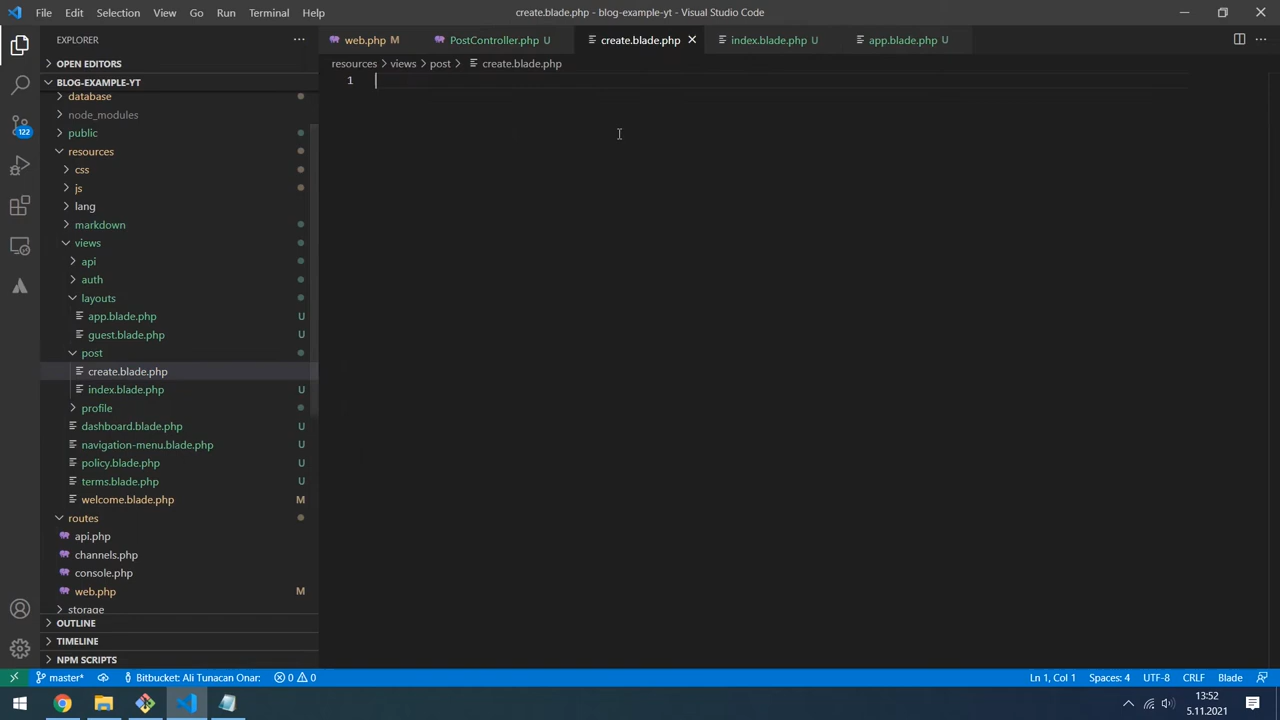 File Edit Selection View Go Run Terminal Help
create.blade.php - blog-example-yt - Visual Studio Code
EXPLORER
web.php M
PostController.php U
create.blade.php
index.blade.php U
app.blade.php U
OPEN EDITORS
resources > views > post > create.blade.php
BLOG-EXAMPLE-YT
1
database
node_modules
public
resources
css
js
lang
markdown
views
api
auth
layouts
app.blade.php U
guest.blade.php U
post
create.blade.php
index.blade.php U
profile
dashboard.blade.php U
navigation-menu.blade.php U
policy.blade.php U
terms.blade.php U
welcome.blade.php M
routes
api.php
channels.php
console.php
web.php M
storage
OUTLINE
TIMELINE
NPM SCRIPTS
122
master*
Bitbucket: Ali Tunacan Onar:
0
0
Ln 1, Col 1
Spaces: 4
UTF-8
CRLF
Blade
13:52
5.11.2021